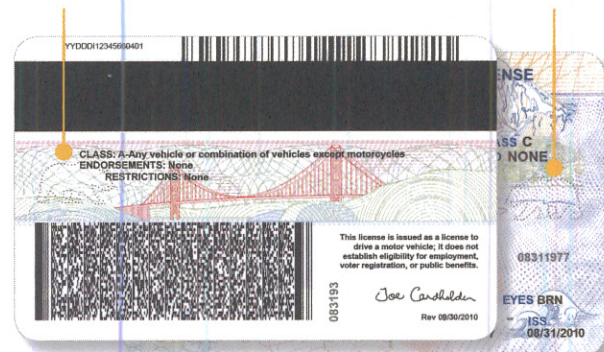 YYDDDI12345660401
CLASS: A-Any vehicle or combination of vehicles except motorcycles
ENDORSEMENTS: None
RESTRICTIONS: None
This license is issued as a license to
drive a motor vehicle; it does not
establish eligibility for employment,
voter registration, or public benefits.
083193
Joe Cardholder
Rev 08/30/2010
NSE
ASS C
NONE
08311977
EYES BRN
ISS
08/31/2010